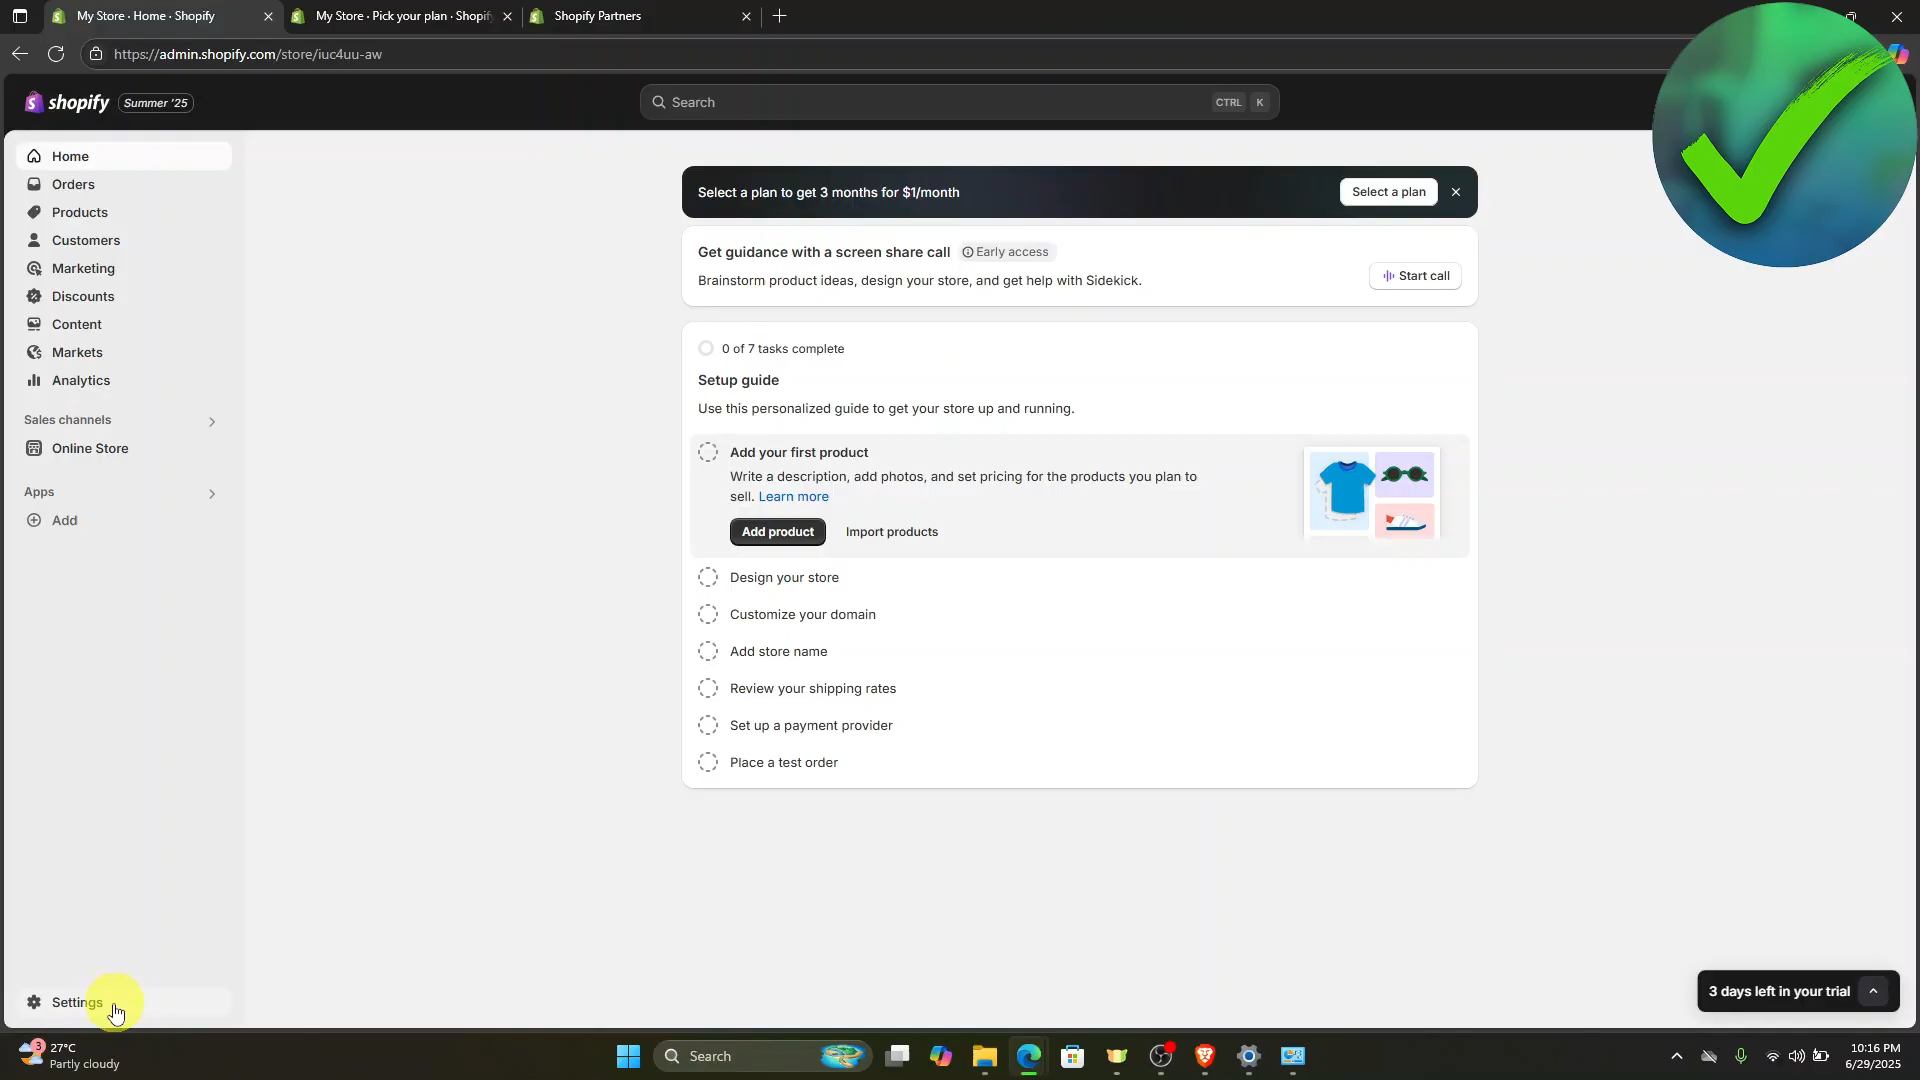 My Store · Home · Shopify
My Store · Pick your plan · Shopify
Shopify Partners
https://admin.shopify.com/store/iuc4uu-aw
shopify
Summer '25
Search
CTRL
K
Home
Orders
Products
Customers
Marketing
Discounts
Content
Markets
Analytics
Sales channels
Online Store
Apps
Add
Settings
Select a plan to get 3 months for $1/month
Select a plan
Get guidance with a screen share call
Early access
Brainstorm product ideas, design your store, and get help with Sidekick.
Start call
0 of 7 tasks complete
Setup guide
Use this personalized guide to get your store up and running.
Add your first product
Write a description, add photos, and set pricing for the products you plan to
sell. Learn more
Add product
Import products
Design your store
Customize your domain
Add store name
Review your shipping rates
Set up a payment provider
Place a test order
3 days left in your trial
3
27°C
Partly cloudy
Search
10:16 PM
6/29/2025